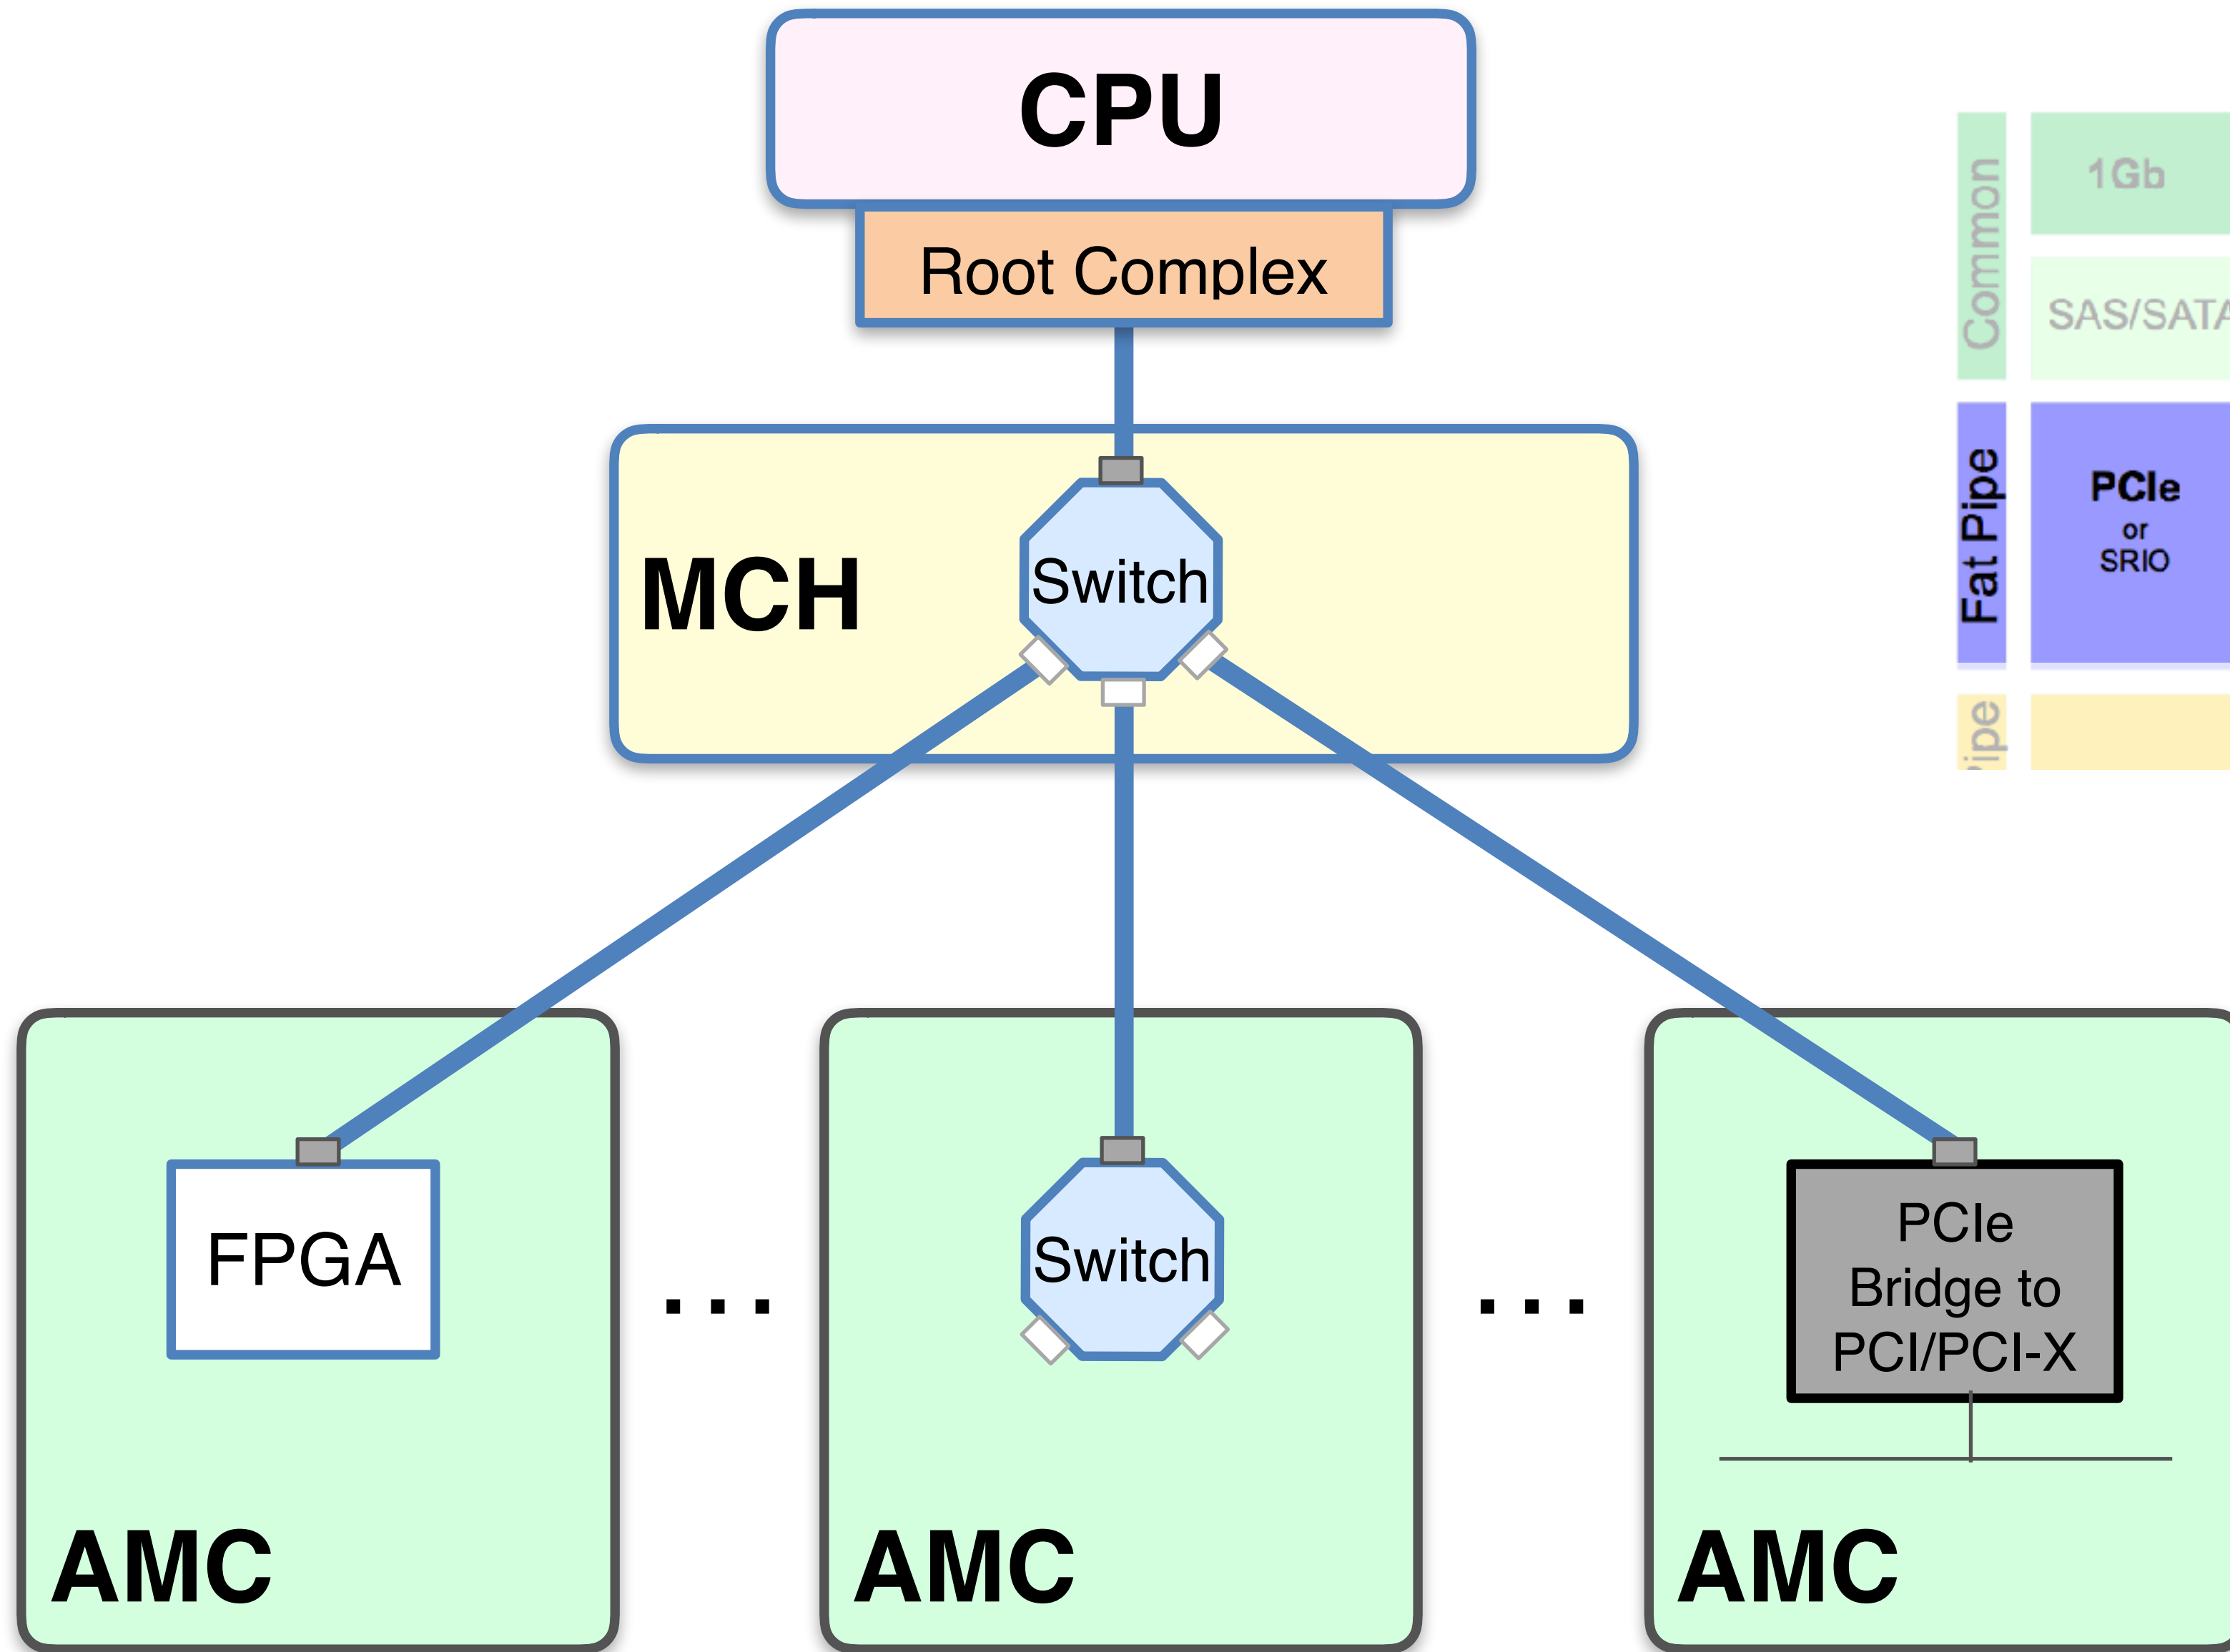 CPU
Root Complex
MCH
Switch
FPGA
Switch
PCIe
Bridge to
PCI/PCI-X
. . .
. . .
AMC
AMC
AMC
Common
1Gb
SAS/SATA
Fat Pipe
PCIe
or
SRIO
Pipe